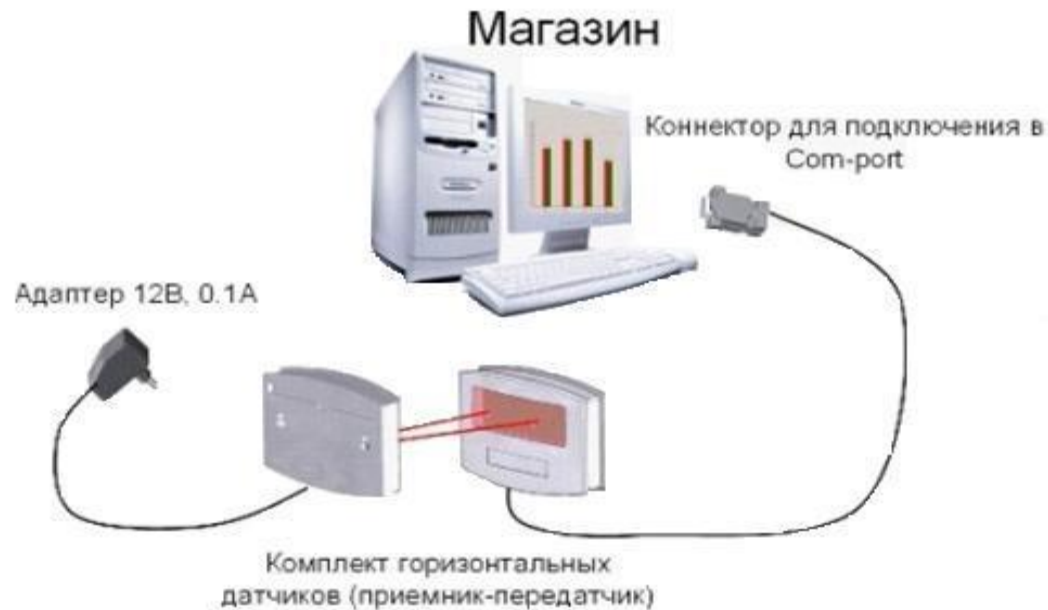 Магазин
Коннектор для подключения в
Com-port
Адаптер 12В, 0.1А
Комплект горизонтальных
датчиков (приемник-передатчик)